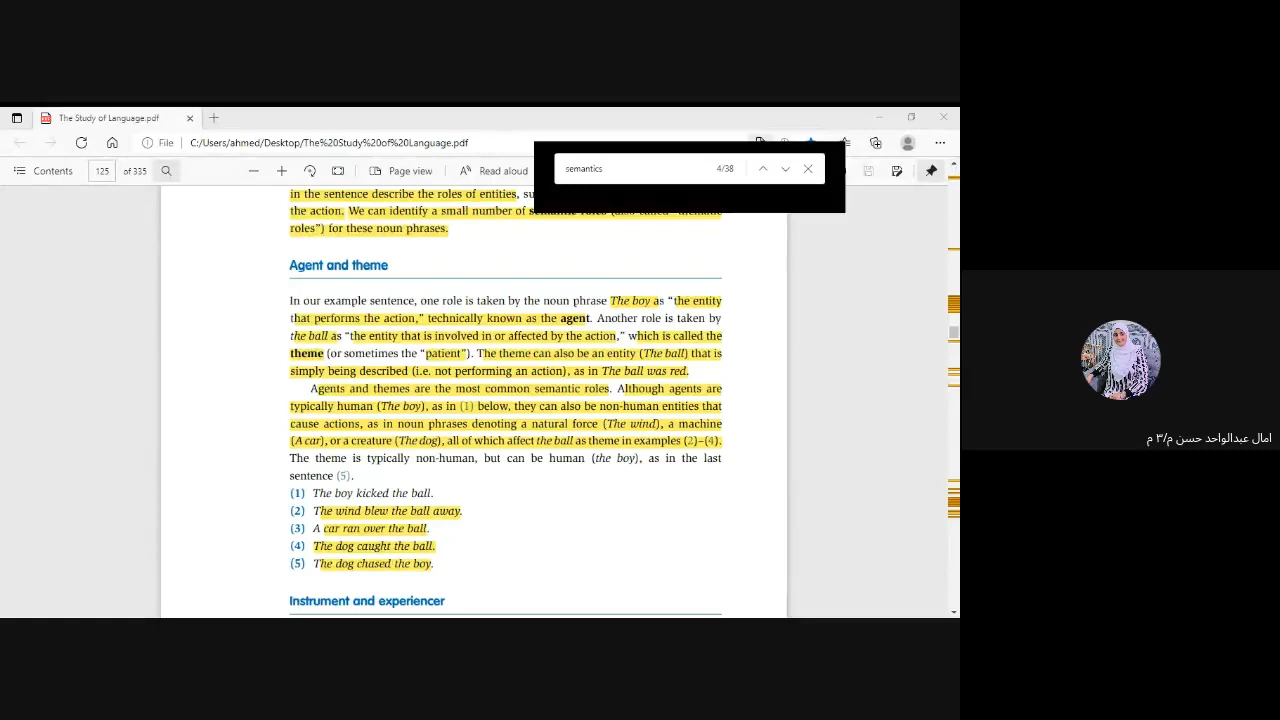 The Study of Language.pdf
File C:/Users/ahmed/Desktop/The%20Study%20of%20Language.pdf
Contents 125 of 335 Page view Read aloud
semantics 4/38
in the sentence describe the roles of entities, su
the action. We can identify a small number of
roles”) for these noun phrases.
Agent and theme
In our example sentence, one role is taken by the noun phrase The boy as “the entity
that performs the action,” technically known as the agent. Another role is taken by
the ball as “the entity that is involved in or affected by the action,” which is called the
theme (or sometimes the “patient”). The theme can also be an entity (The ball) that is
simply being described (i.e. not performing an action), as in The ball was red.
Agents and themes are the most common semantic roles. Although agents are
typically human (The boy), as in (1) below, they can also be non-human entities that
cause actions, as in noun phrases denoting a natural force (The wind), a machine
(A car), or a creature (The dog), all of which affect the ball as theme in examples (2)–(4).
The theme is typically non-human, but can be human (the boy), as in the last
sentence (5).
(1) The boy kicked the ball.
(2) The wind blew the ball away.
(3) A car ran over the ball.
(4) The dog caught the ball.
(5) The dog chased the boy.
Instrument and experiencer
امال عبدالواحد حسن م/٣ م